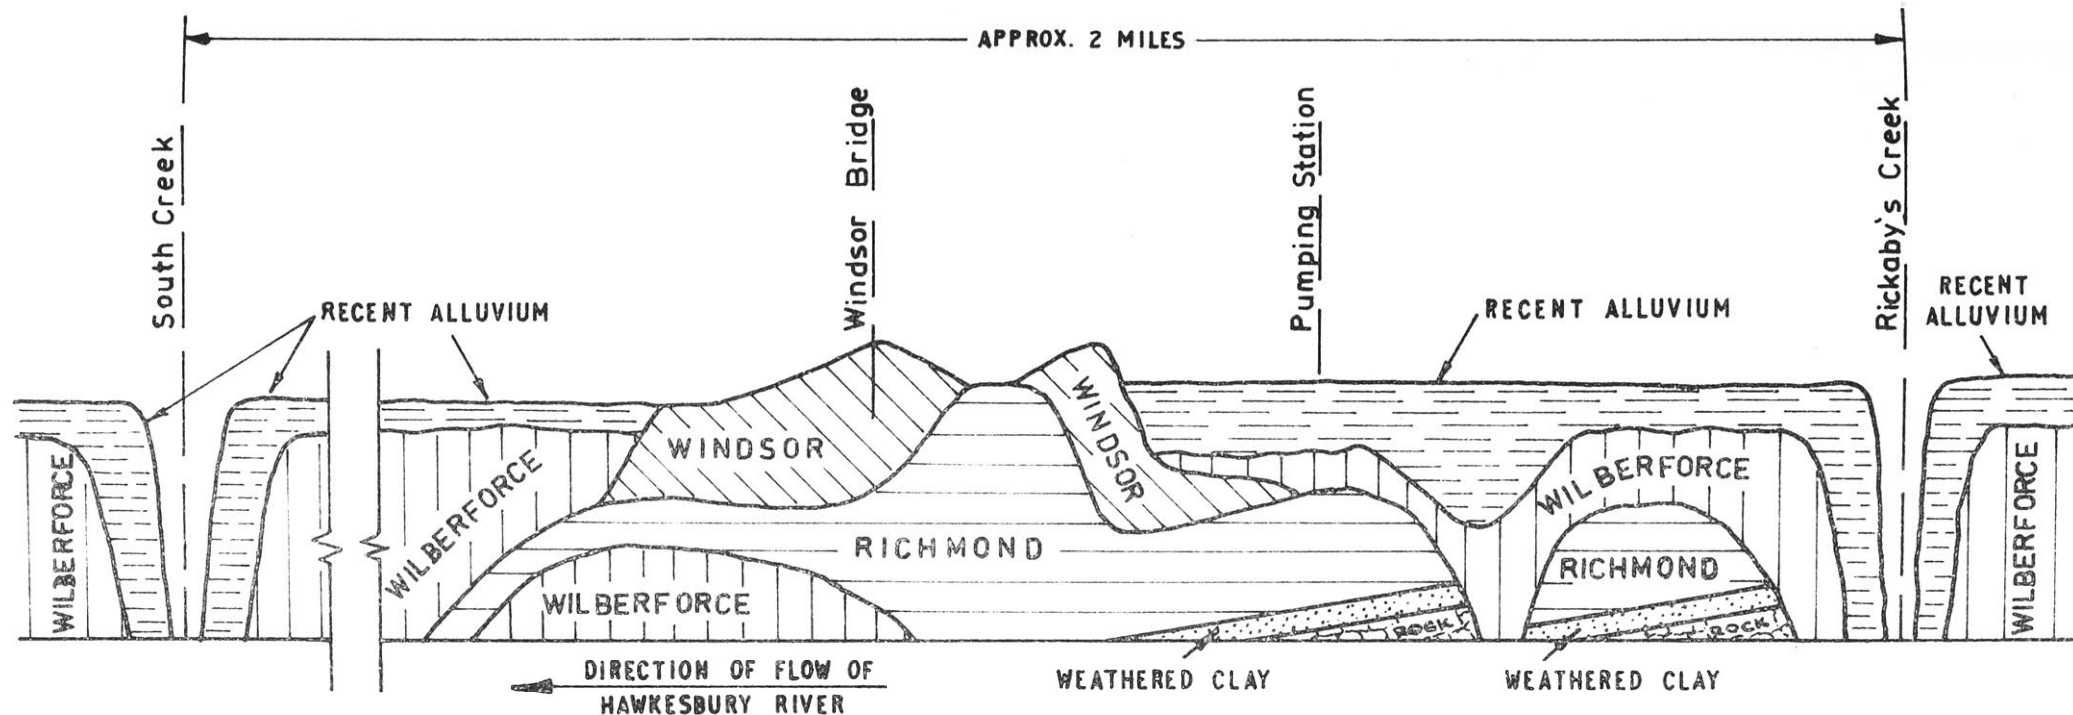 APPROX. 2 MILES
South Creek
Windsor Bridge
Pumping Station
Rickaby's Creek
RECENT ALLUVIUM
RECENT ALLUVIUM
RECENT
ALLUVIUM
WILBERFORCE
WILBERFORCE
WINDSOR
WINDSOR
WILBERFORCE
WILBERFORCE
RICHMOND
RICHMOND
WILBERFORCE
ROCK
ROCK
WEATHERED CLAY
WEATHERED CLAY
DIRECTION OF FLOW OF
HAWKESBURY RIVER